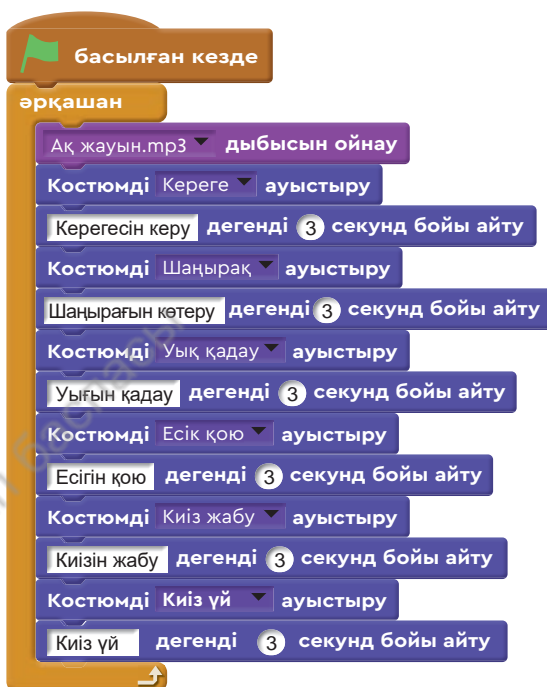 басылған кезде
әрқашан
Ақ жауын.mp3 дыбысын ойнау
Костюмді Кереге ауыстыру
Керегесін керу дегенді 3 секунд бойы айту
Костюмді Шаңырақ ауыстыру
Шаңырағын көтеру дегенді 3 секунд бойы айту
Костюмді Уық қадау ауыстыру
Уығын қадау дегенді 3 секунд бойы айту
Костюмді Есік қою ауыстыру
Есігін қою дегенді 3 секунд бойы айту
Костюмді Киіз жабу ауыстыру
Киізін жабу дегенді 3 секунд бойы айту
Костюмді Киіз үй ауыстыру
Киіз үй дегенді 3 секунд бойы айту
баспасы